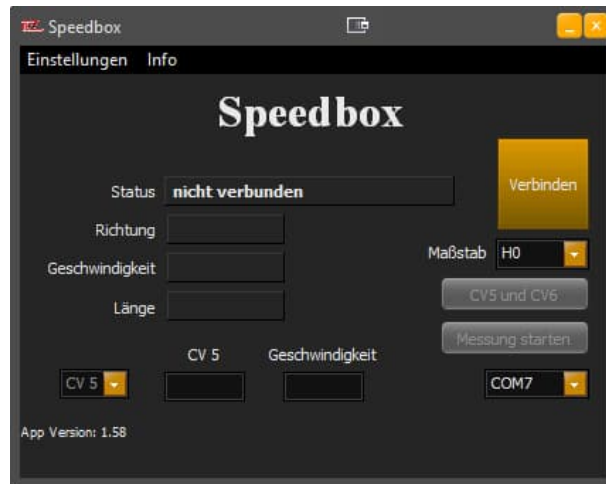 Speedbox
Einstellungen Info
Speedbox
Verbinden
Status nicht verbunden
Richtung
Maßstab H0
Geschwindigkeit
CV5 und CV6
Länge
Messung starten
CV 5 Geschwindigkeit
CV 5
COM7
App Version: 1.58